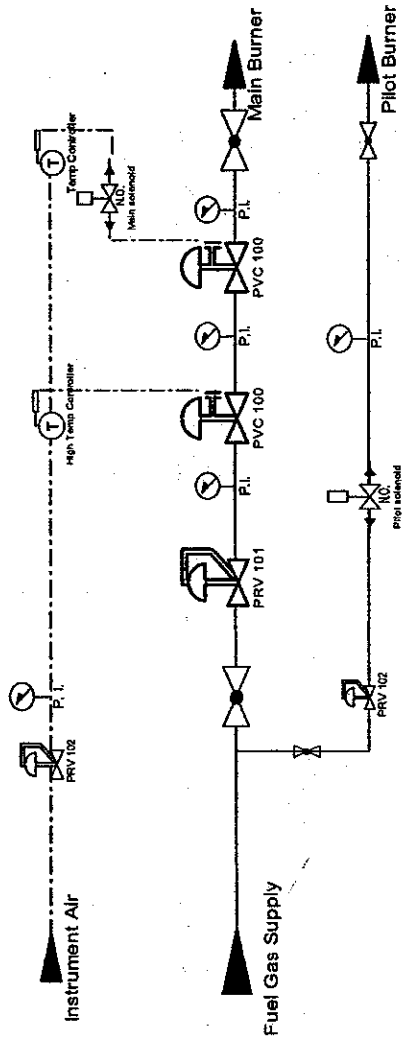 Instrument Air
PRV 102
P. I.
T
High Temp Controller
T
Temp Controller
N.O.
Main solenoid
Fuel Gas Supply
PRV 101
P.I.
PVC 100
P.I.
PVC 100
P.I.
Main Burner
PRV 102
N.O.
Pilot solenoid
P.I.
Pilot Burner